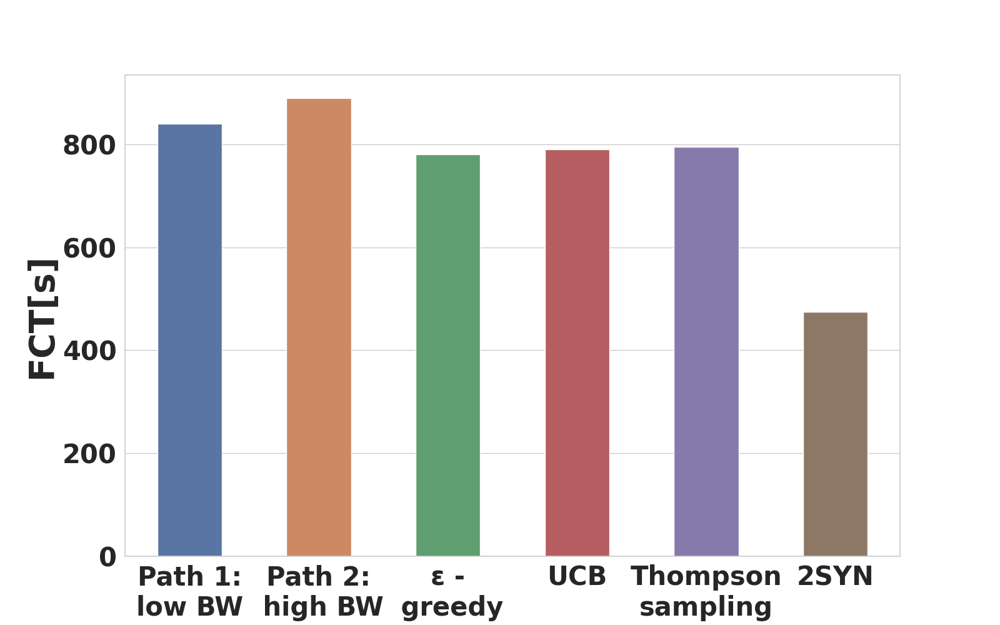 FCT[s]
800
600
400
200
0
Path 1:
low BW
Path 2:
high BW
ε -
greedy
UCB
Thompson
sampling
2SYN